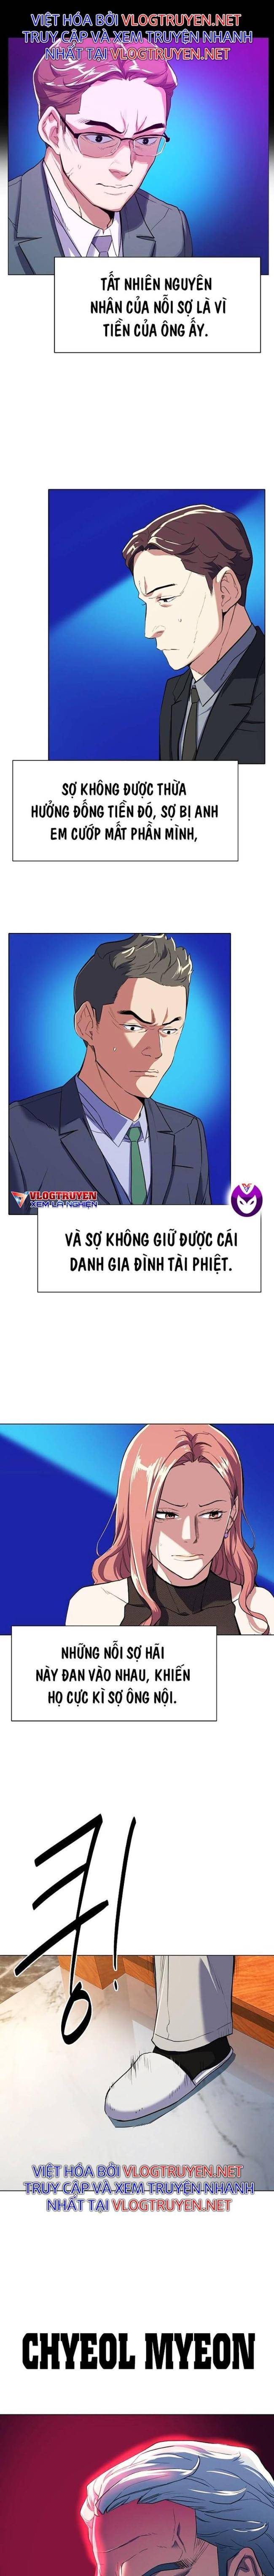 VIỆT HÓA BỞI VLOGTRUYEN.NET
TRUY CẬP VÀ XEM TRUYỆN NHANH
NHẤT TẠI VLOGTRUYEN.NET
TẤT NHIÊN NGUYÊN
NHÂN CỦA NỖI SỢ LÀ VÌ
TIỀN CỦA ÔNG ẤY.
SỢ KHÔNG ĐƯỢC THỪA
HƯỞNG ĐỐNG TIỀN ĐÓ, SỢ BỊ ANH
EM CƯỚP MẤT PHẦN MÌNH,
VLOGTRUYEN
XEM LÀ NGHIỆN
VÀ SỢ KHÔNG GIỮ ĐƯỢC CÁI
DANH GIA ĐÌNH TÀI PHIỆT.
NHỮNG NỖI SỢ HÃI
NÀY ĐAN VÀO NHAU, KHIẾN
HỌ CỰC KÌ SỢ ÔNG NỘI.
VIỆT HÓA BỞI VLOGTRUYEN.NET
TRUY CẬP VÀ XEM TRUYỆN NHANH
NHẤT TẠI VLOGTRUYEN.NET
CHYEOL MYEON